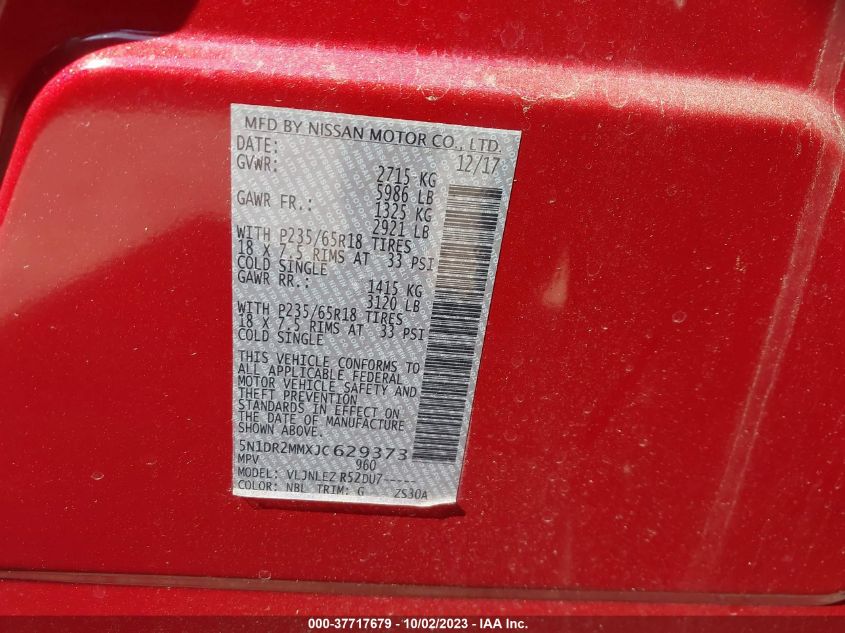 MFD BY NISSAN MOTOR CO., LTD.
DATE: 12/17
GVWR: 2715 KG
5986 LB
GAWR FR.: 1325 KG
2921 LB
WITH P235/65R18 TIRES
18 X 7.5 RIMS AT 33 PSI
COLD SINGLE
GAWR RR.: 1415 KG
3120 LB
WITH P235/65R18 TIRES
18 X 7.5 RIMS AT 33 PSI
COLD SINGLE
THIS VEHICLE CONFORMS TO
ALL APPLICABLE FEDERAL
MOTOR VEHICLE SAFETY AND
THEFT PREVENTION
STANDARDS IN EFFECT ON
THE DATE OF MANUFACTURE
SHOWN ABOVE.
5N1DR2MMXJC629373
MPV 960
MODEL: VLJNLEZ R52DU7-----
COLOR: NBL TRIM: G ZS30A
000-37717679 - 10/02/2023 - IAA Inc.